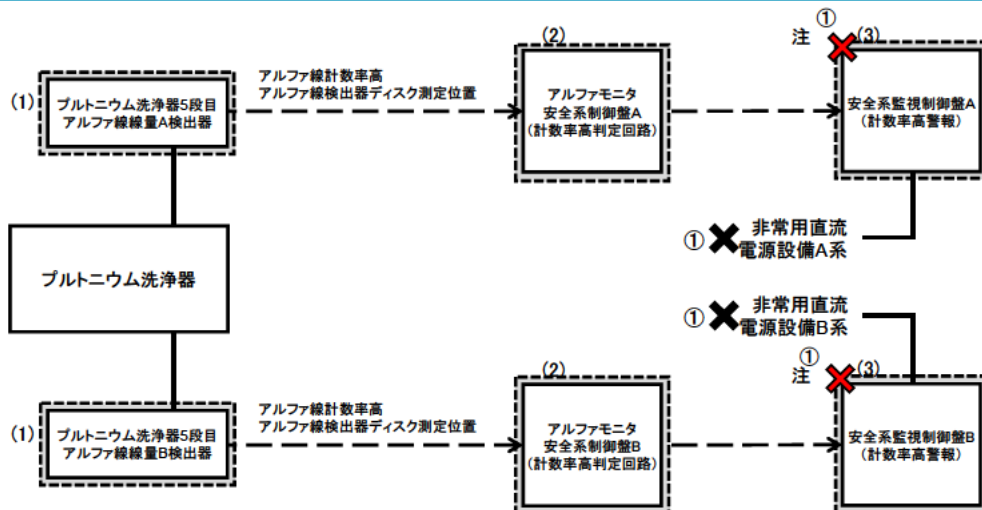 ①
注
(3)
(2)
(1)
プルトニウム洗浄器5段目
アルファ線線量A検出器
アルファ線計数率高
アルファ線検出器ディスク測定位置
アルファモニタ
安全系制御盤A
(計数率高判定回路)
安全系監視制御盤A
(計数率高警報)
①
非常用直流
電源設備A系
プルトニウム洗浄器
①
非常用直流
電源設備B系
①
注
(3)
(2)
(1)
プルトニウム洗浄器5段目
アルファ線線量B検出器
アルファ線計数率高
アルファ線検出器ディスク測定位置
アルファモニタ
安全系制御盤B
(計数率高判定回路)
安全系監視制御盤B
(計数率高警報)